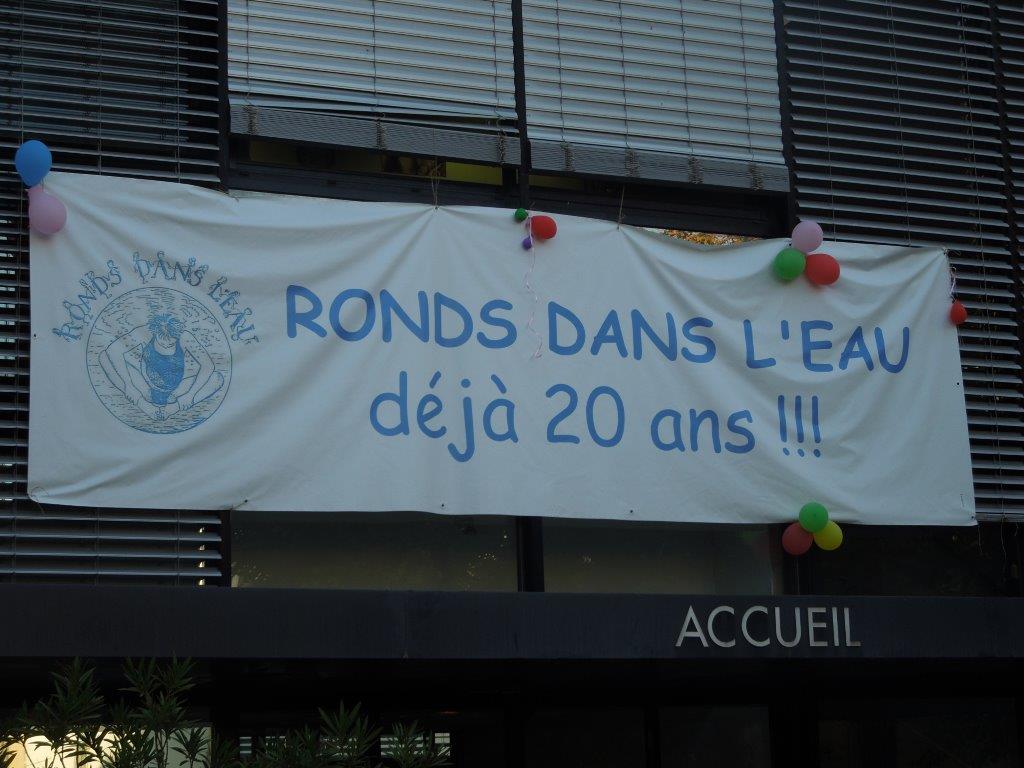 RONDS DANS L'EAU
RONDS DANS L'EAU
déjà 20 ans !!!
ACCUEIL